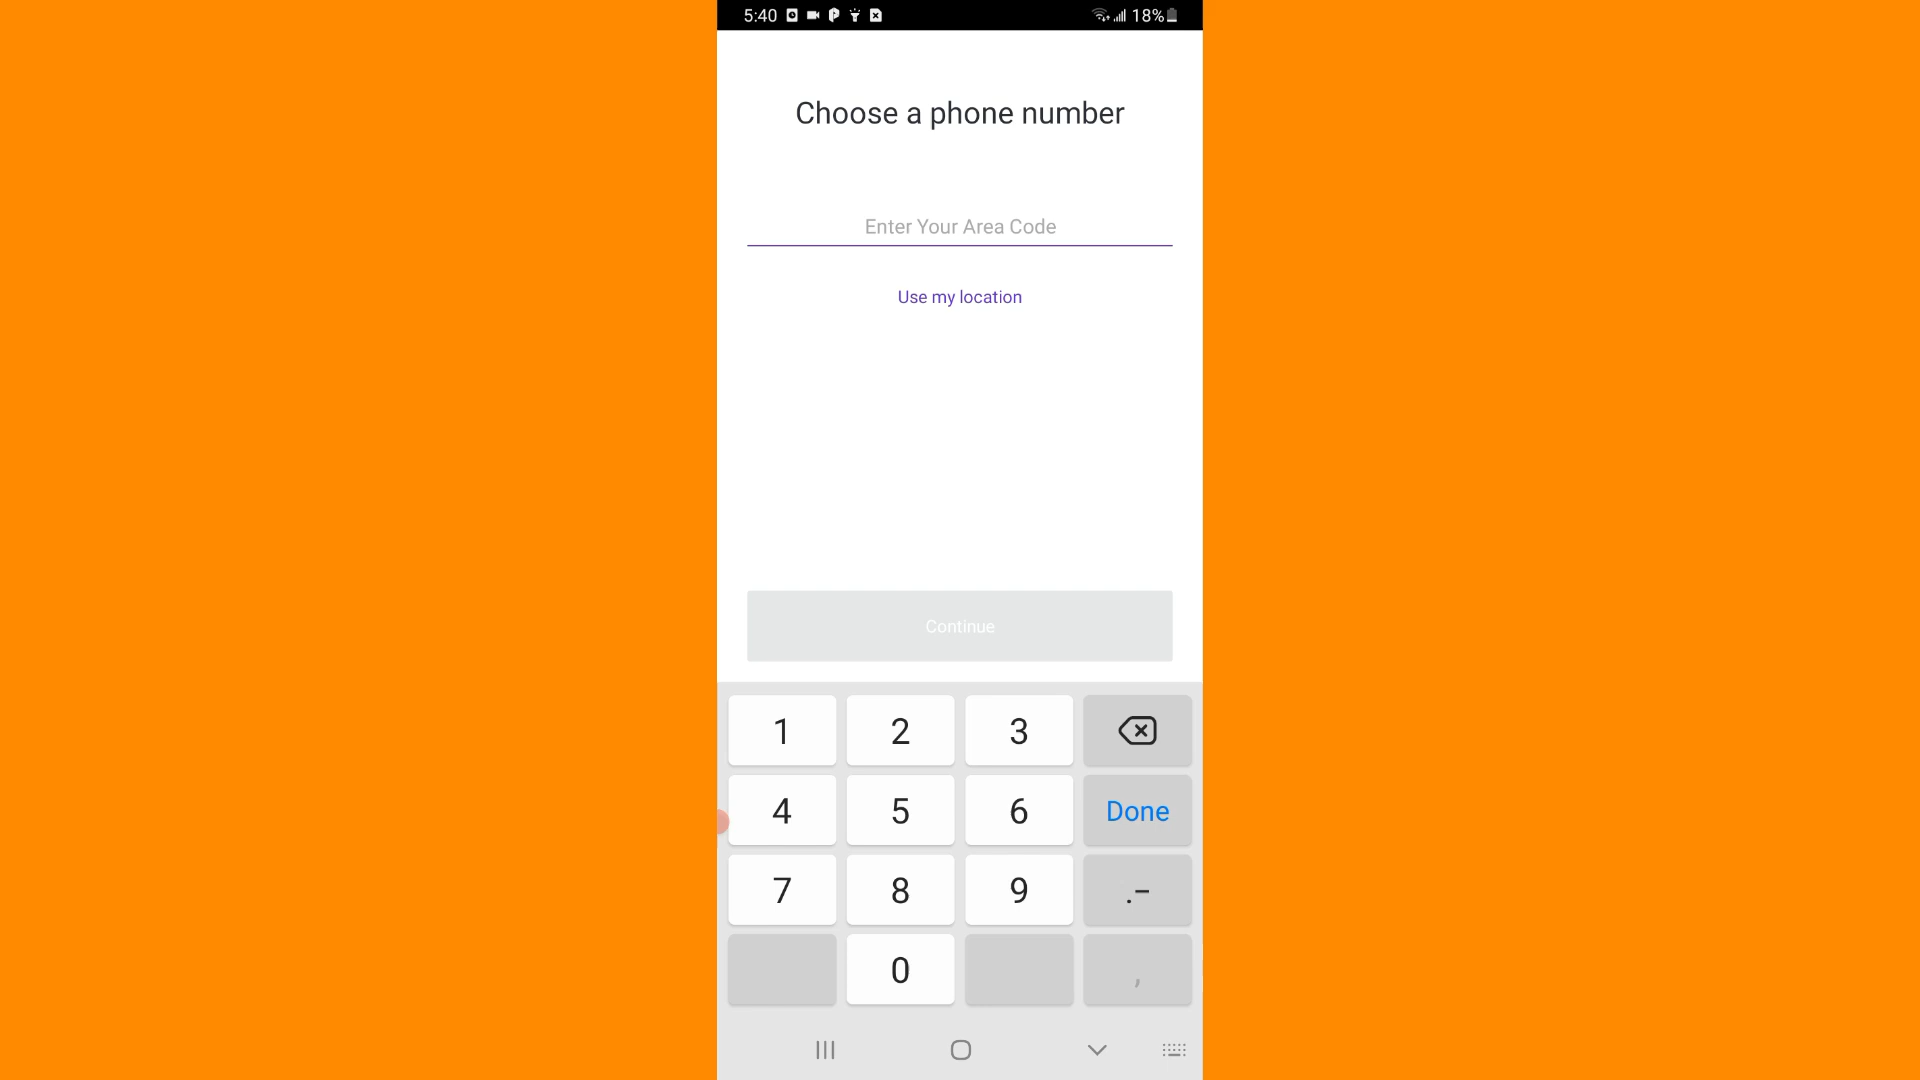 5:40 18%
Choose a phone number
Enter Your Area Code
Use my location
Continue
1 2 3
4 5 6 Done
7 8 9 .-
0 ,